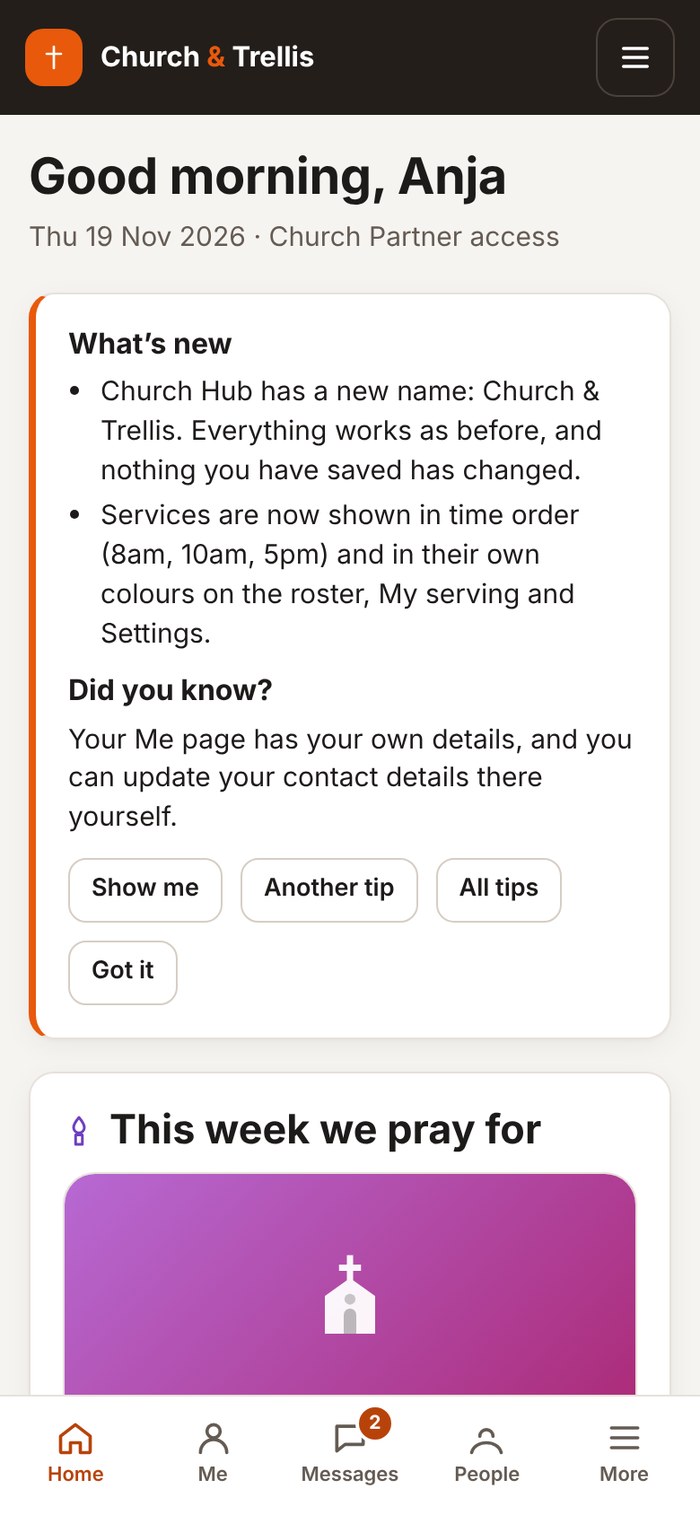 Church & Trellis
Good morning, Anja
Thu 19 Nov 2026 · Church Partner access
What’s new
• Church Hub has a new name: Church &
Trellis. Everything works as before, and
nothing you have saved has changed.
• Services are now shown in time order
(8am, 10am, 5pm) and in their own
colours on the roster, My serving and
Settings.
Did you know?
Your Me page has your own details, and you
can update your contact details there
yourself.
Show me
Another tip
All tips
Got it
This week we pray for
2
Home
Me
Messages
People
More